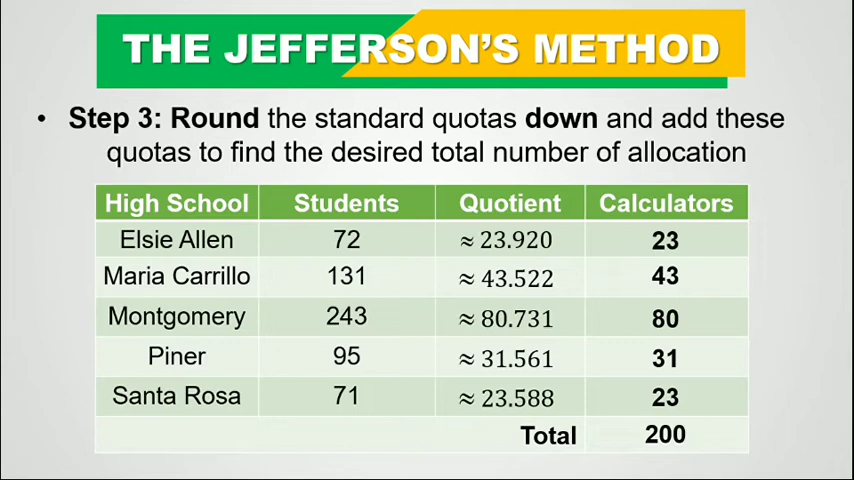 THE JEFFERSON'S METHOD
• Step 3: Round the standard quotas down and add these
quotas to find the desired total number of allocation
High School Students Quotient Calculators
Elsie Allen 72 ≈ 23.920 23
Maria Carrillo 131 ≈ 43.522 43
Montgomery 243 ≈ 80.731 80
Piner 95 ≈ 31.561 31
Santa Rosa 71 ≈ 23.588 23
Total 200